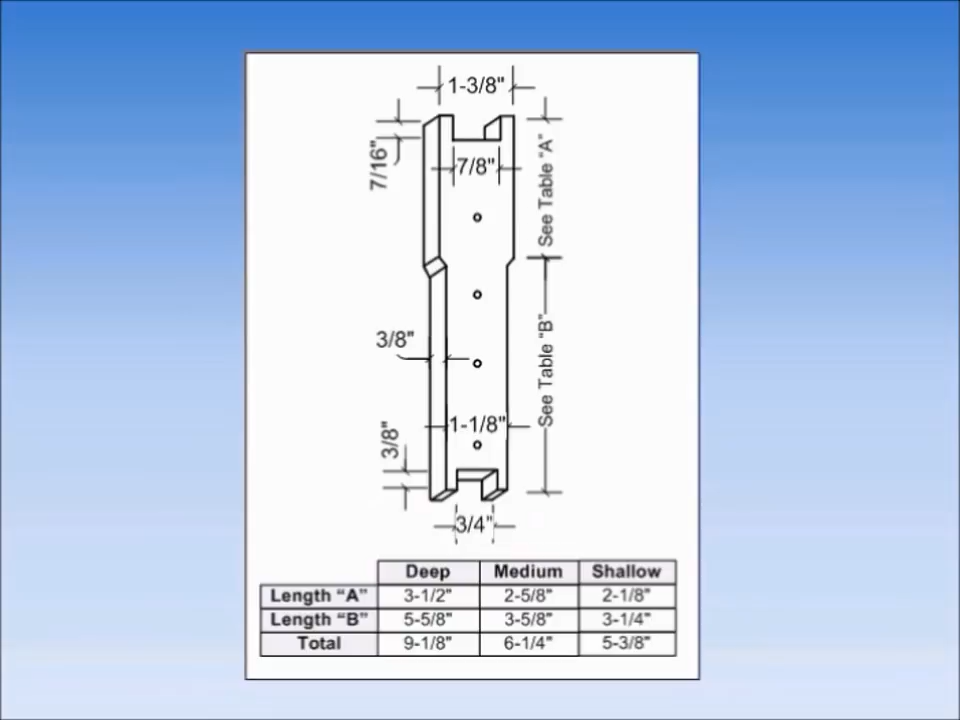 1-3/8"
7/16"
7/8"
See Table "A"
3/8"
See Table "B"
1-1/8"
3/8"
3/4"
Deep Medium Shallow
Length "A" 3-1/2" 2-5/8" 2-1/8"
Length "B" 5-5/8" 3-5/8" 3-1/4"
Total 9-1/8" 6-1/4" 5-3/8"